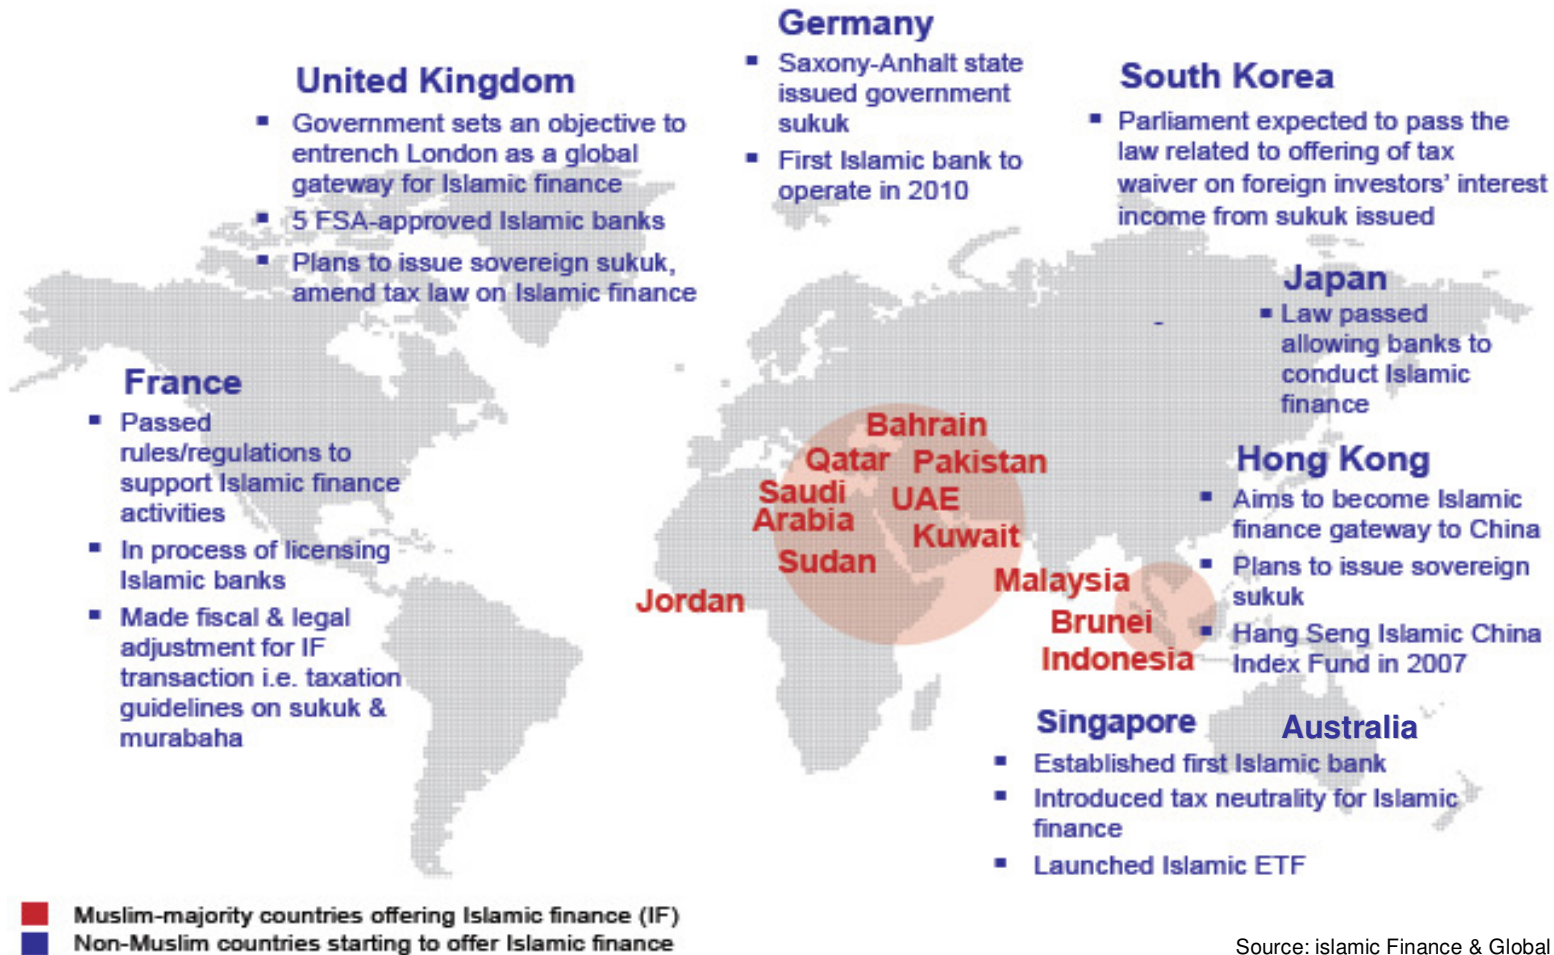 Germany
▪ Saxony-Anhalt state
issued government
sukuk
▪ First Islamic bank to
operate in 2010
United Kingdom
▪ Government sets an objective to
entrench London as a global
gateway for Islamic finance
▪ 5 FSA-approved Islamic banks
▪ Plans to issue sovereign sukuk,
amend tax law on Islamic finance
South Korea
▪ Parliament expected to pass the
law related to offering of tax
waiver on foreign investors' interest
income from sukuk issued
Japan
▪ Law passed
allowing banks to
conduct Islamic
finance
-
France
▪ Passed
rules/regulations to
support Islamic finance
activities
▪ In process of licensing
Islamic banks
▪ Made fiscal & legal
adjustment for IF
transaction i.e. taxation
guidelines on sukuk &
murabaha
Bahrain
Qatar Pakistan
Saudi
Arabia
UAE
Kuwait
Sudan
Jordan
Malaysia
Brunei
Indonesia
Hong Kong
▪ Aims to become Islamic
finance gateway to China
▪ Plans to issue sovereign
sukuk
▪ Hang Seng Islamic China
Index Fund in 2007
Singapore
▪ Established first Islamic bank
▪ Introduced tax neutrality for Islamic
finance
▪ Launched Islamic ETF
Australia
Muslim-majority countries offering Islamic finance (IF)
Non-Muslim countries starting to offer Islamic finance
Source: islamic Finance & Global